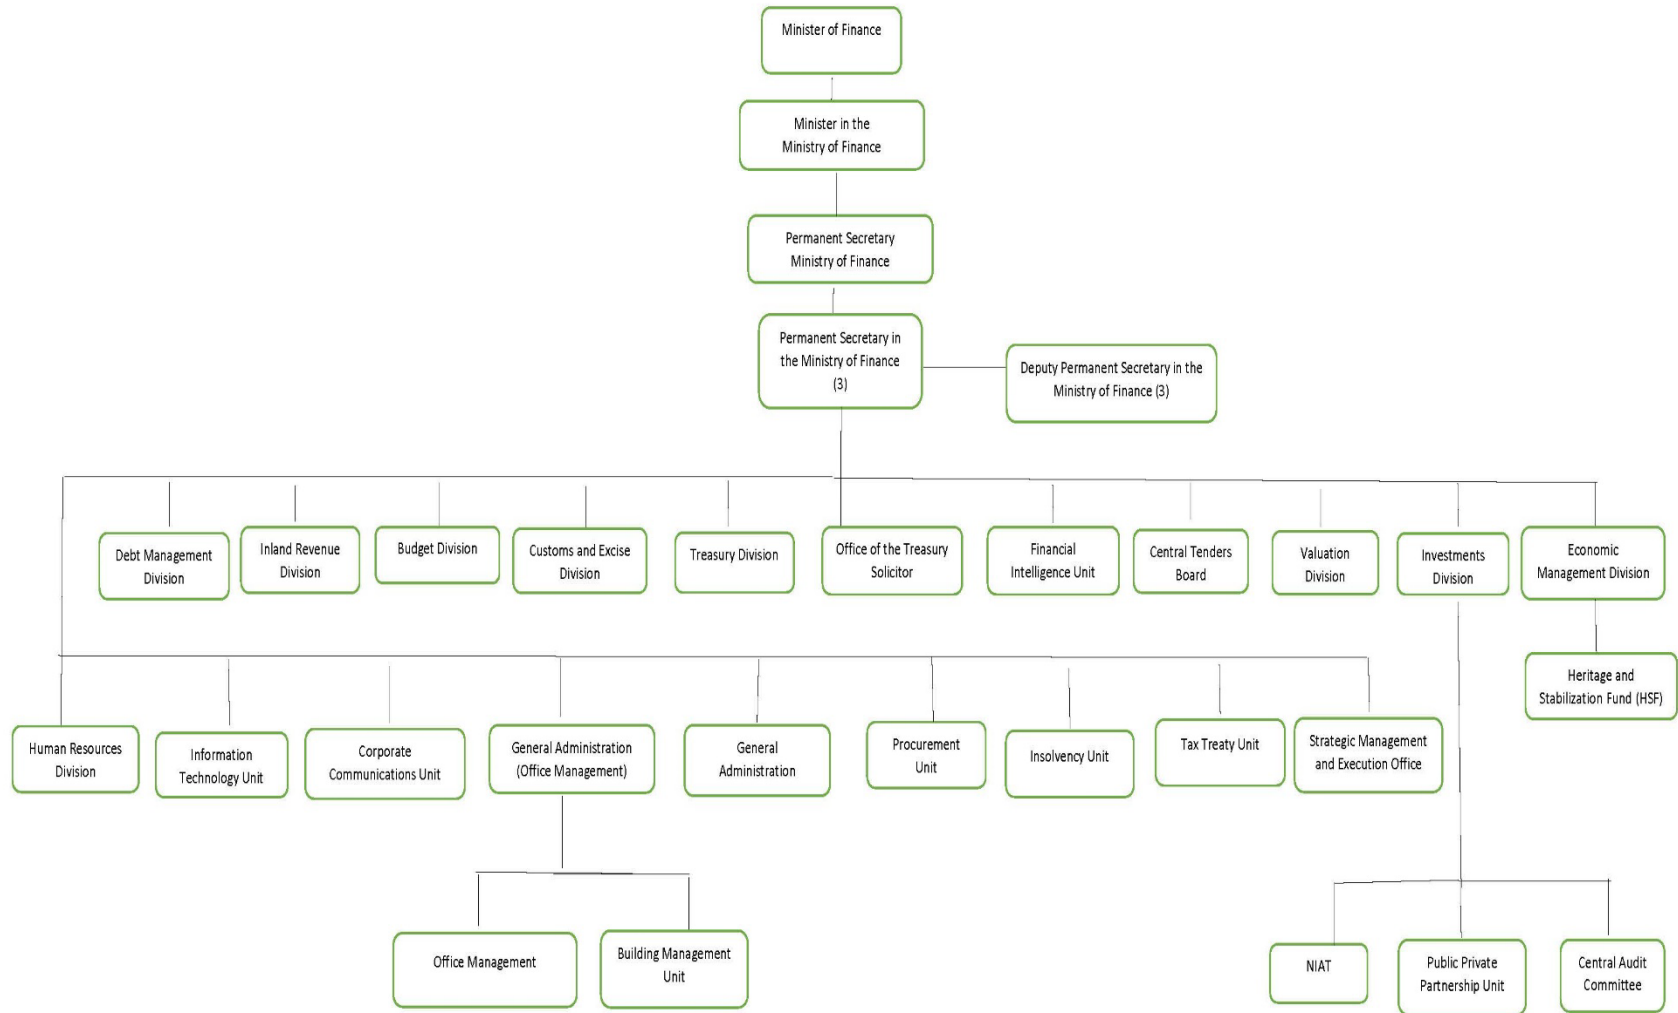 Minister of Finance
Minister in the
Ministry of Finance
Permanent Secretary
Ministry of Finance
Permanent Secretary in
the Ministry of Finance
(3)
Deputy Permanent Secretary in the
Ministry of Finance (3)
Debt Management
Division
Inland Revenue
Division
Budget Division
Customs and Excise
Division
Treasury Division
Office of the Treasury
Solicitor
Financial
Intelligence Unit
Central Tenders
Board
Valuation
Division
Investments
Division
Economic
Management Division
Heritage and
Stabilization Fund (HSF)
Human Resources
Division
Information
Technology Unit
Corporate
Communications Unit
General Administration
(Office Management)
General
Administration
Procurement
Unit
Insolvency Unit
Tax Treaty Unit
Strategic Management
and Execution Office
Office Management
Building Management
Unit
NIAT
Public Private
Partnership Unit
Central Audit
Committee